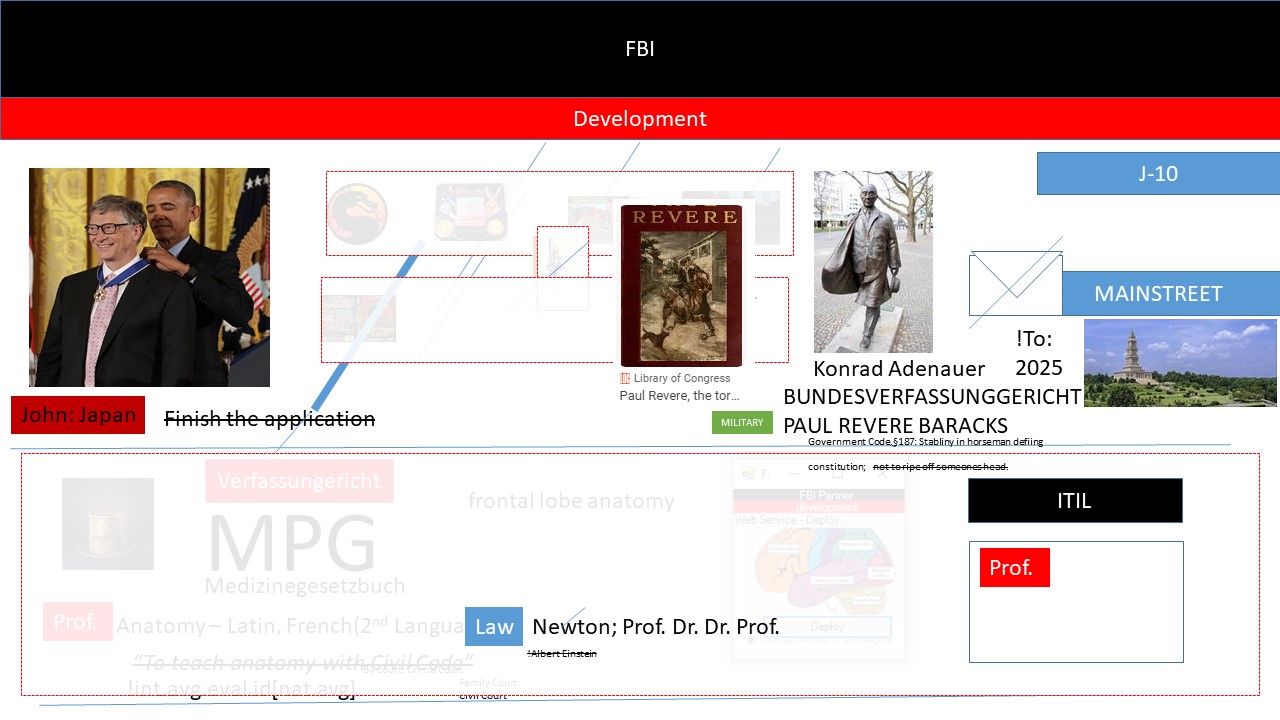 FBI
Development
J-10
MAINSTREET
!To:
2025
REVERE
Library of Congress
Paul Revere, the tor...
Konrad Adenauer
BUNDESVERFASSUNGGERICHT
PAUL REVERE BARACKS
MILITARY
John: Japan
Finish the application
Government Code,§187: Stabliny in horseman defiing
constitution; not to ripe off someones head.
Verfassungericht
MPG
Medizinegesetzbuch
frontal lobe anatomy
F.
FBI Partner
development
Web Service - Deploy
Deploy
ITIL
Prof.
Prof.
Anatomy – Latin, French(2nd Langua
Law
Newton; Prof. Dr. Dr. Prof.
!Albert Einstein
“To teach anatomy with Civil Code”
!int.avg.eval.id[nat.avg]
Family Court
Civil Court